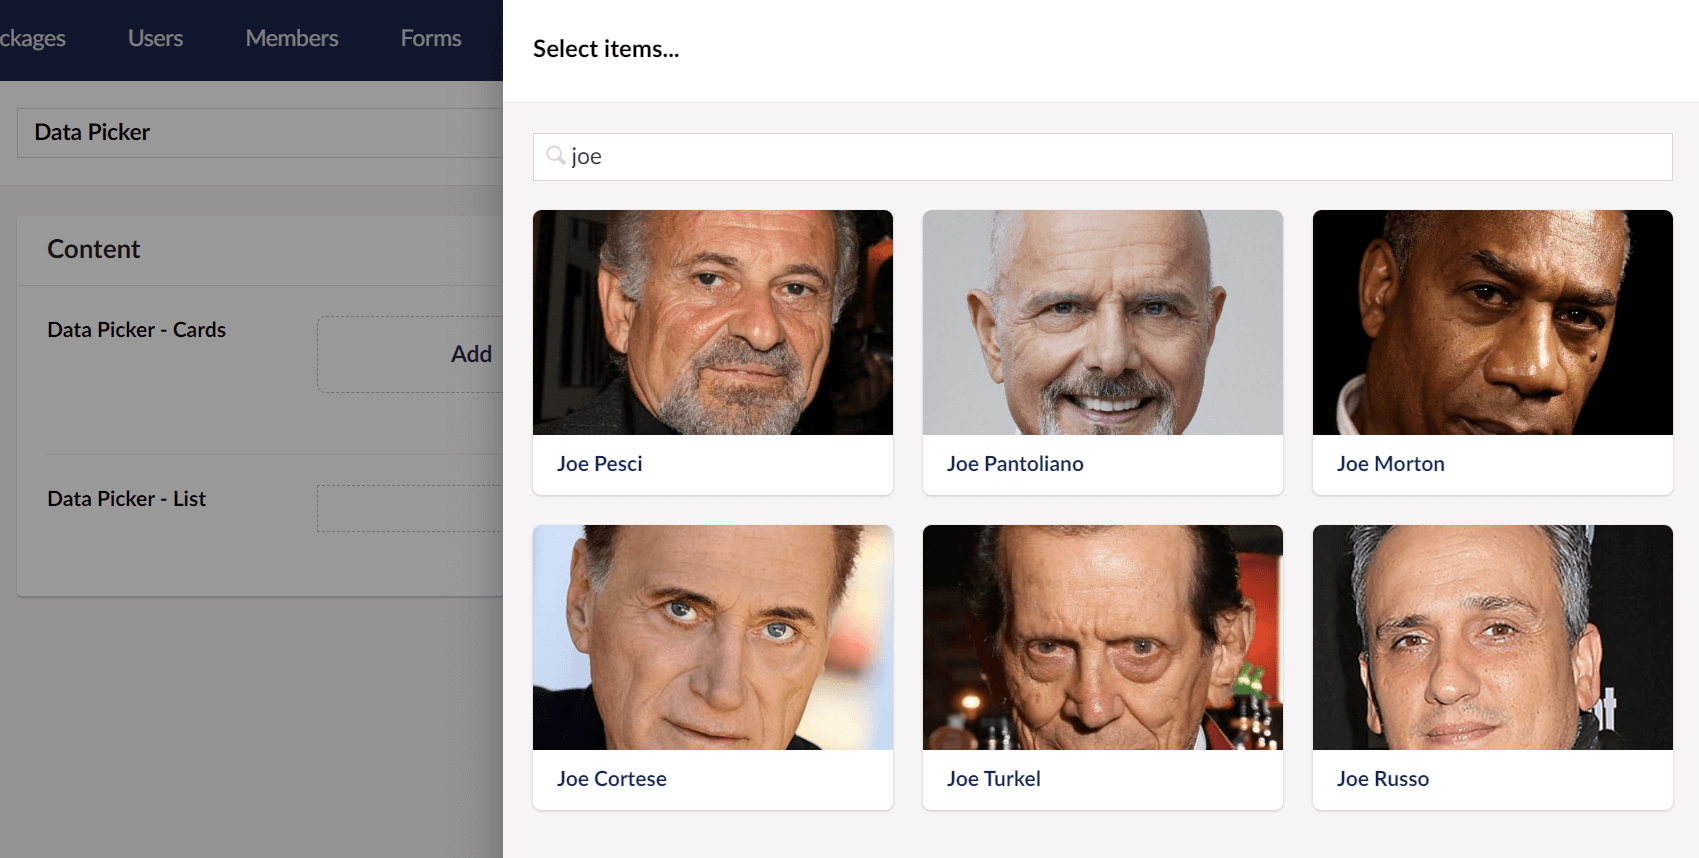 ckages Users Members Forms
Select items...
Data Picker
joe
Content
Data Picker - Cards
Add
Data Picker - List
Joe Pesci
Joe Pantoliano
Joe Morton
Joe Cortese
Joe Turkel
Joe Russo